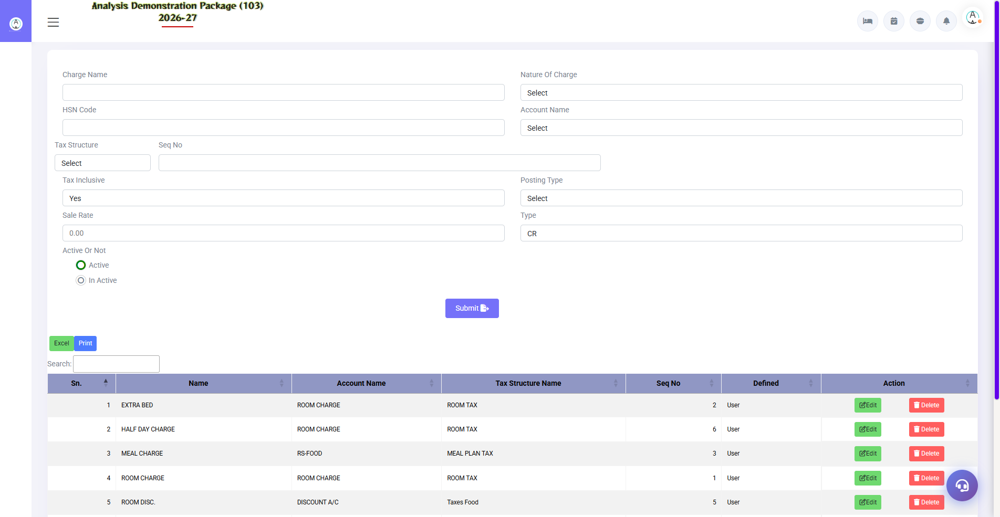 Analysis Demonstration Package (103)
2026-27
Charge Name
Nature Of Charge
Select
HSN Code
Account Name
Select
Tax Structure
Seq No
Select
Tax Inclusive
Posting Type
Yes
Select
Sale Rate
Type
0.00
CR
Active Or Not
Active
In Active
Submit
Excel Print
Search:
Sn. Name Account Name Tax Structure Name Seq No Defined Action
1 EXTRA BED ROOM CHARGE ROOM TAX 2 User Edit Delete
2 HALF DAY CHARGE ROOM CHARGE ROOM TAX 6 User Edit Delete
3 MEAL CHARGE RS-FOOD MEAL PLAN TAX 3 User Edit Delete
4 ROOM CHARGE ROOM CHARGE ROOM TAX 1 User Edit Delete
5 ROOM DISC. DISCOUNT A/C Taxes Food 5 User Edit Delete